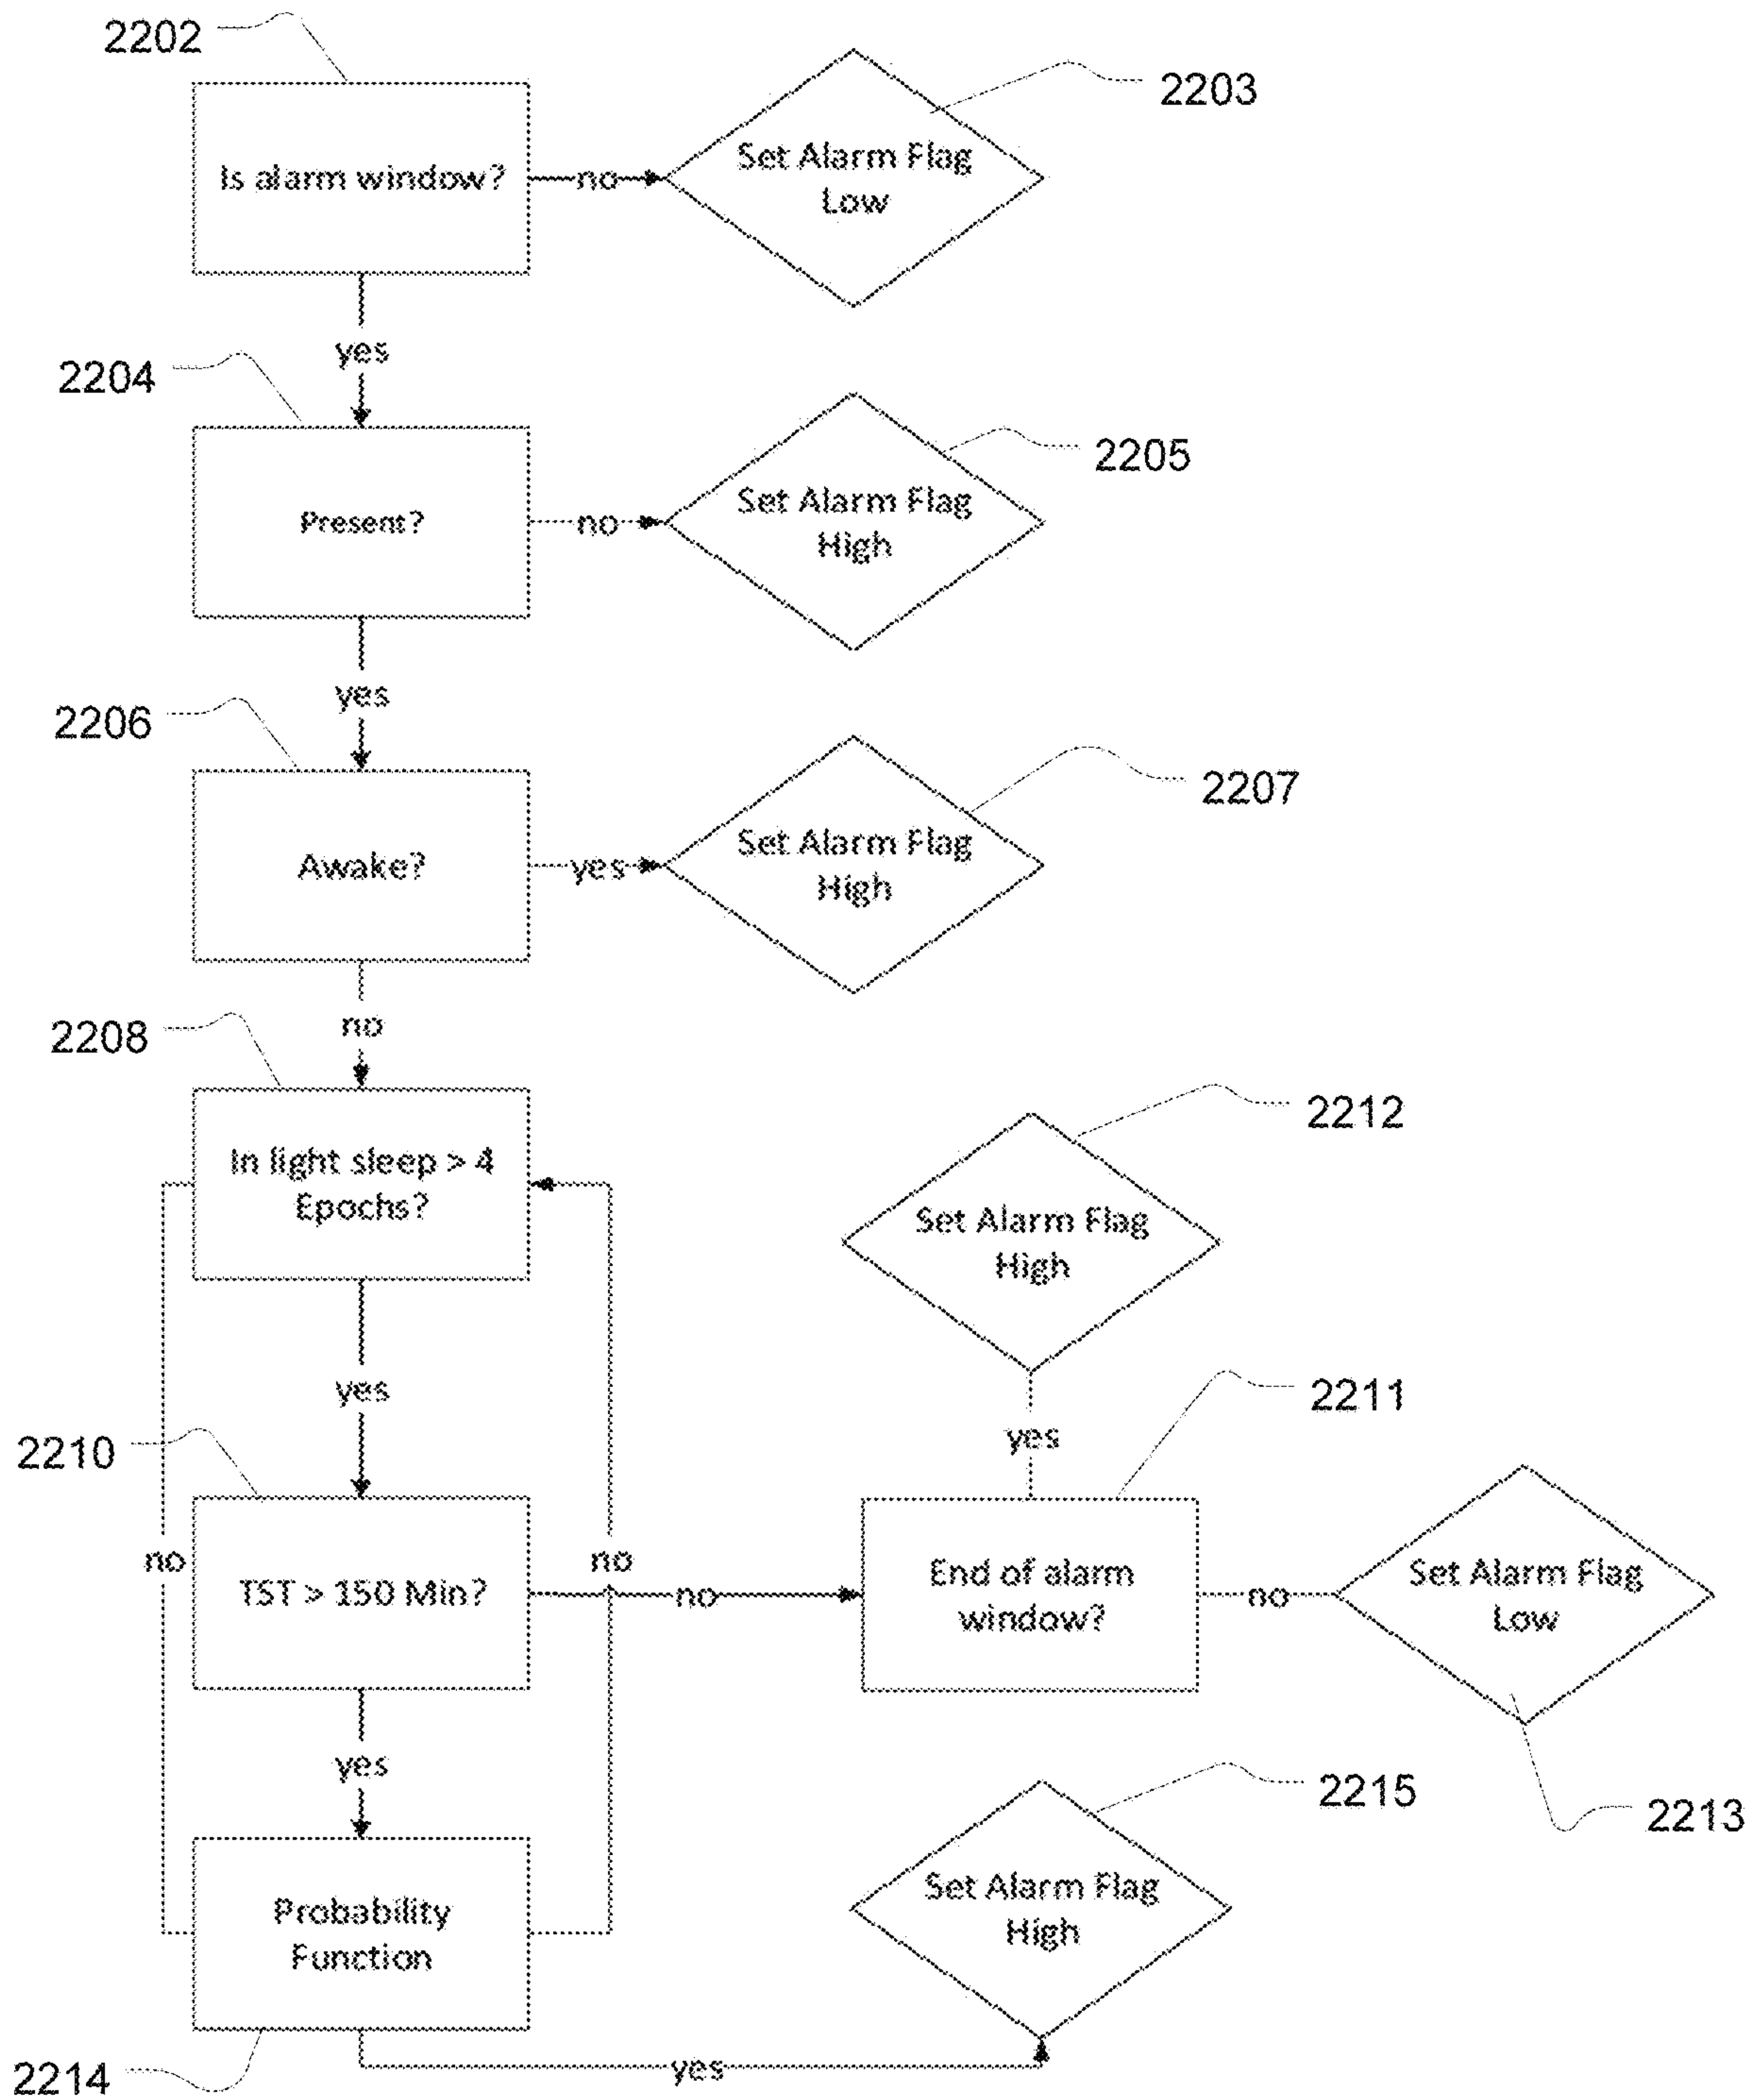 2202
2203
Is alarm window?
no
Set Alarm Flag
Low
yes
2204
2205
Present?
no
Set Alarm Flag
High
yes
2206
2207
Awake?
yes
Set Alarm Flag
High
no
2208
2212
In light sleep > 4
Epochs?
Set Alarm Flag
High
yes
2211
yes
2210
no
no
TST > 150 Min?
no
End of alarm
window?
no
Set Alarm Flag
Low
yes
2215
2213
Probability
Function
Set Alarm Flag
High
2214
yes